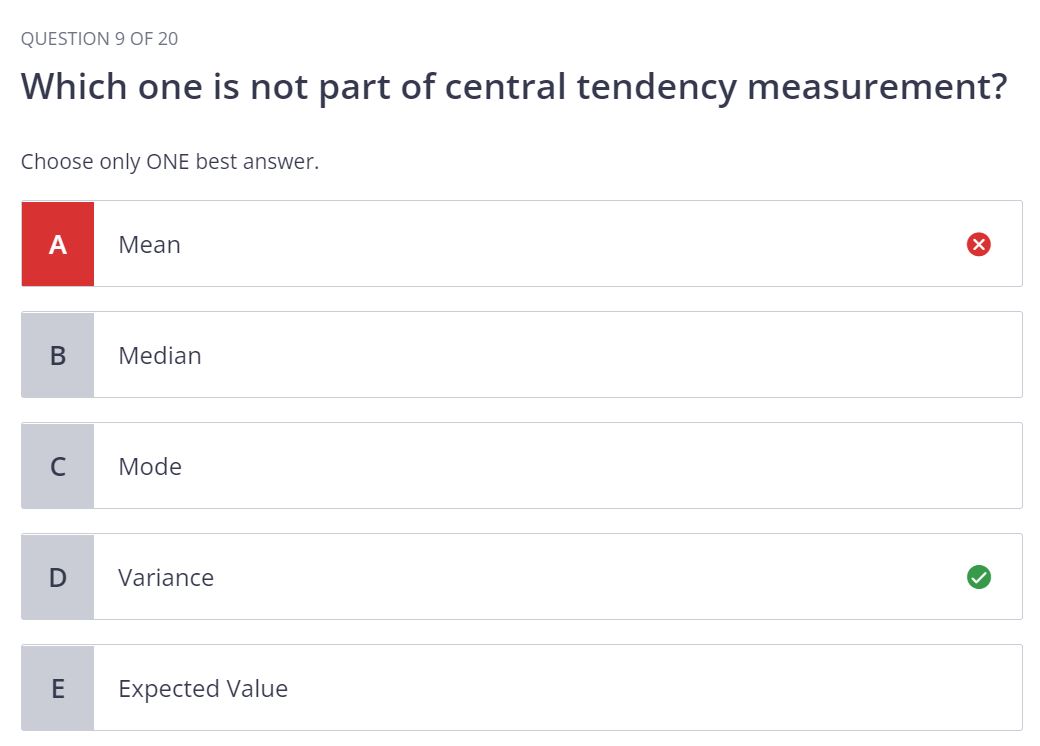 QUESTION 9 OF 20
Which one is not part of central tendency measurement?
Choose only ONE best answer.
A Mean
B Median
C Mode
D Variance
E Expected Value